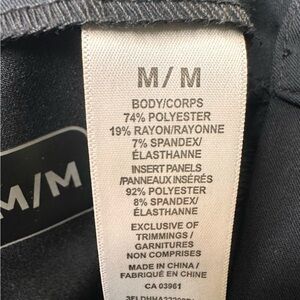 M/M
BODY/CORPS
74% POLYESTER
19% RAYON/RAYONNE
7% SPANDEX/
ÉLASTHANNE
INSERT PANELS
/PANNEAUX INSÉRÉS
92% POLYESTER
8% SPANDEX/
ÉLASTHANNE
EXCLUSIVE OF
TRIMMINGS /
GARNITURES
NON COMPRISES
MADE IN CHINA /
FABRIQUÉ EN CHINE
CA 03961
M/M